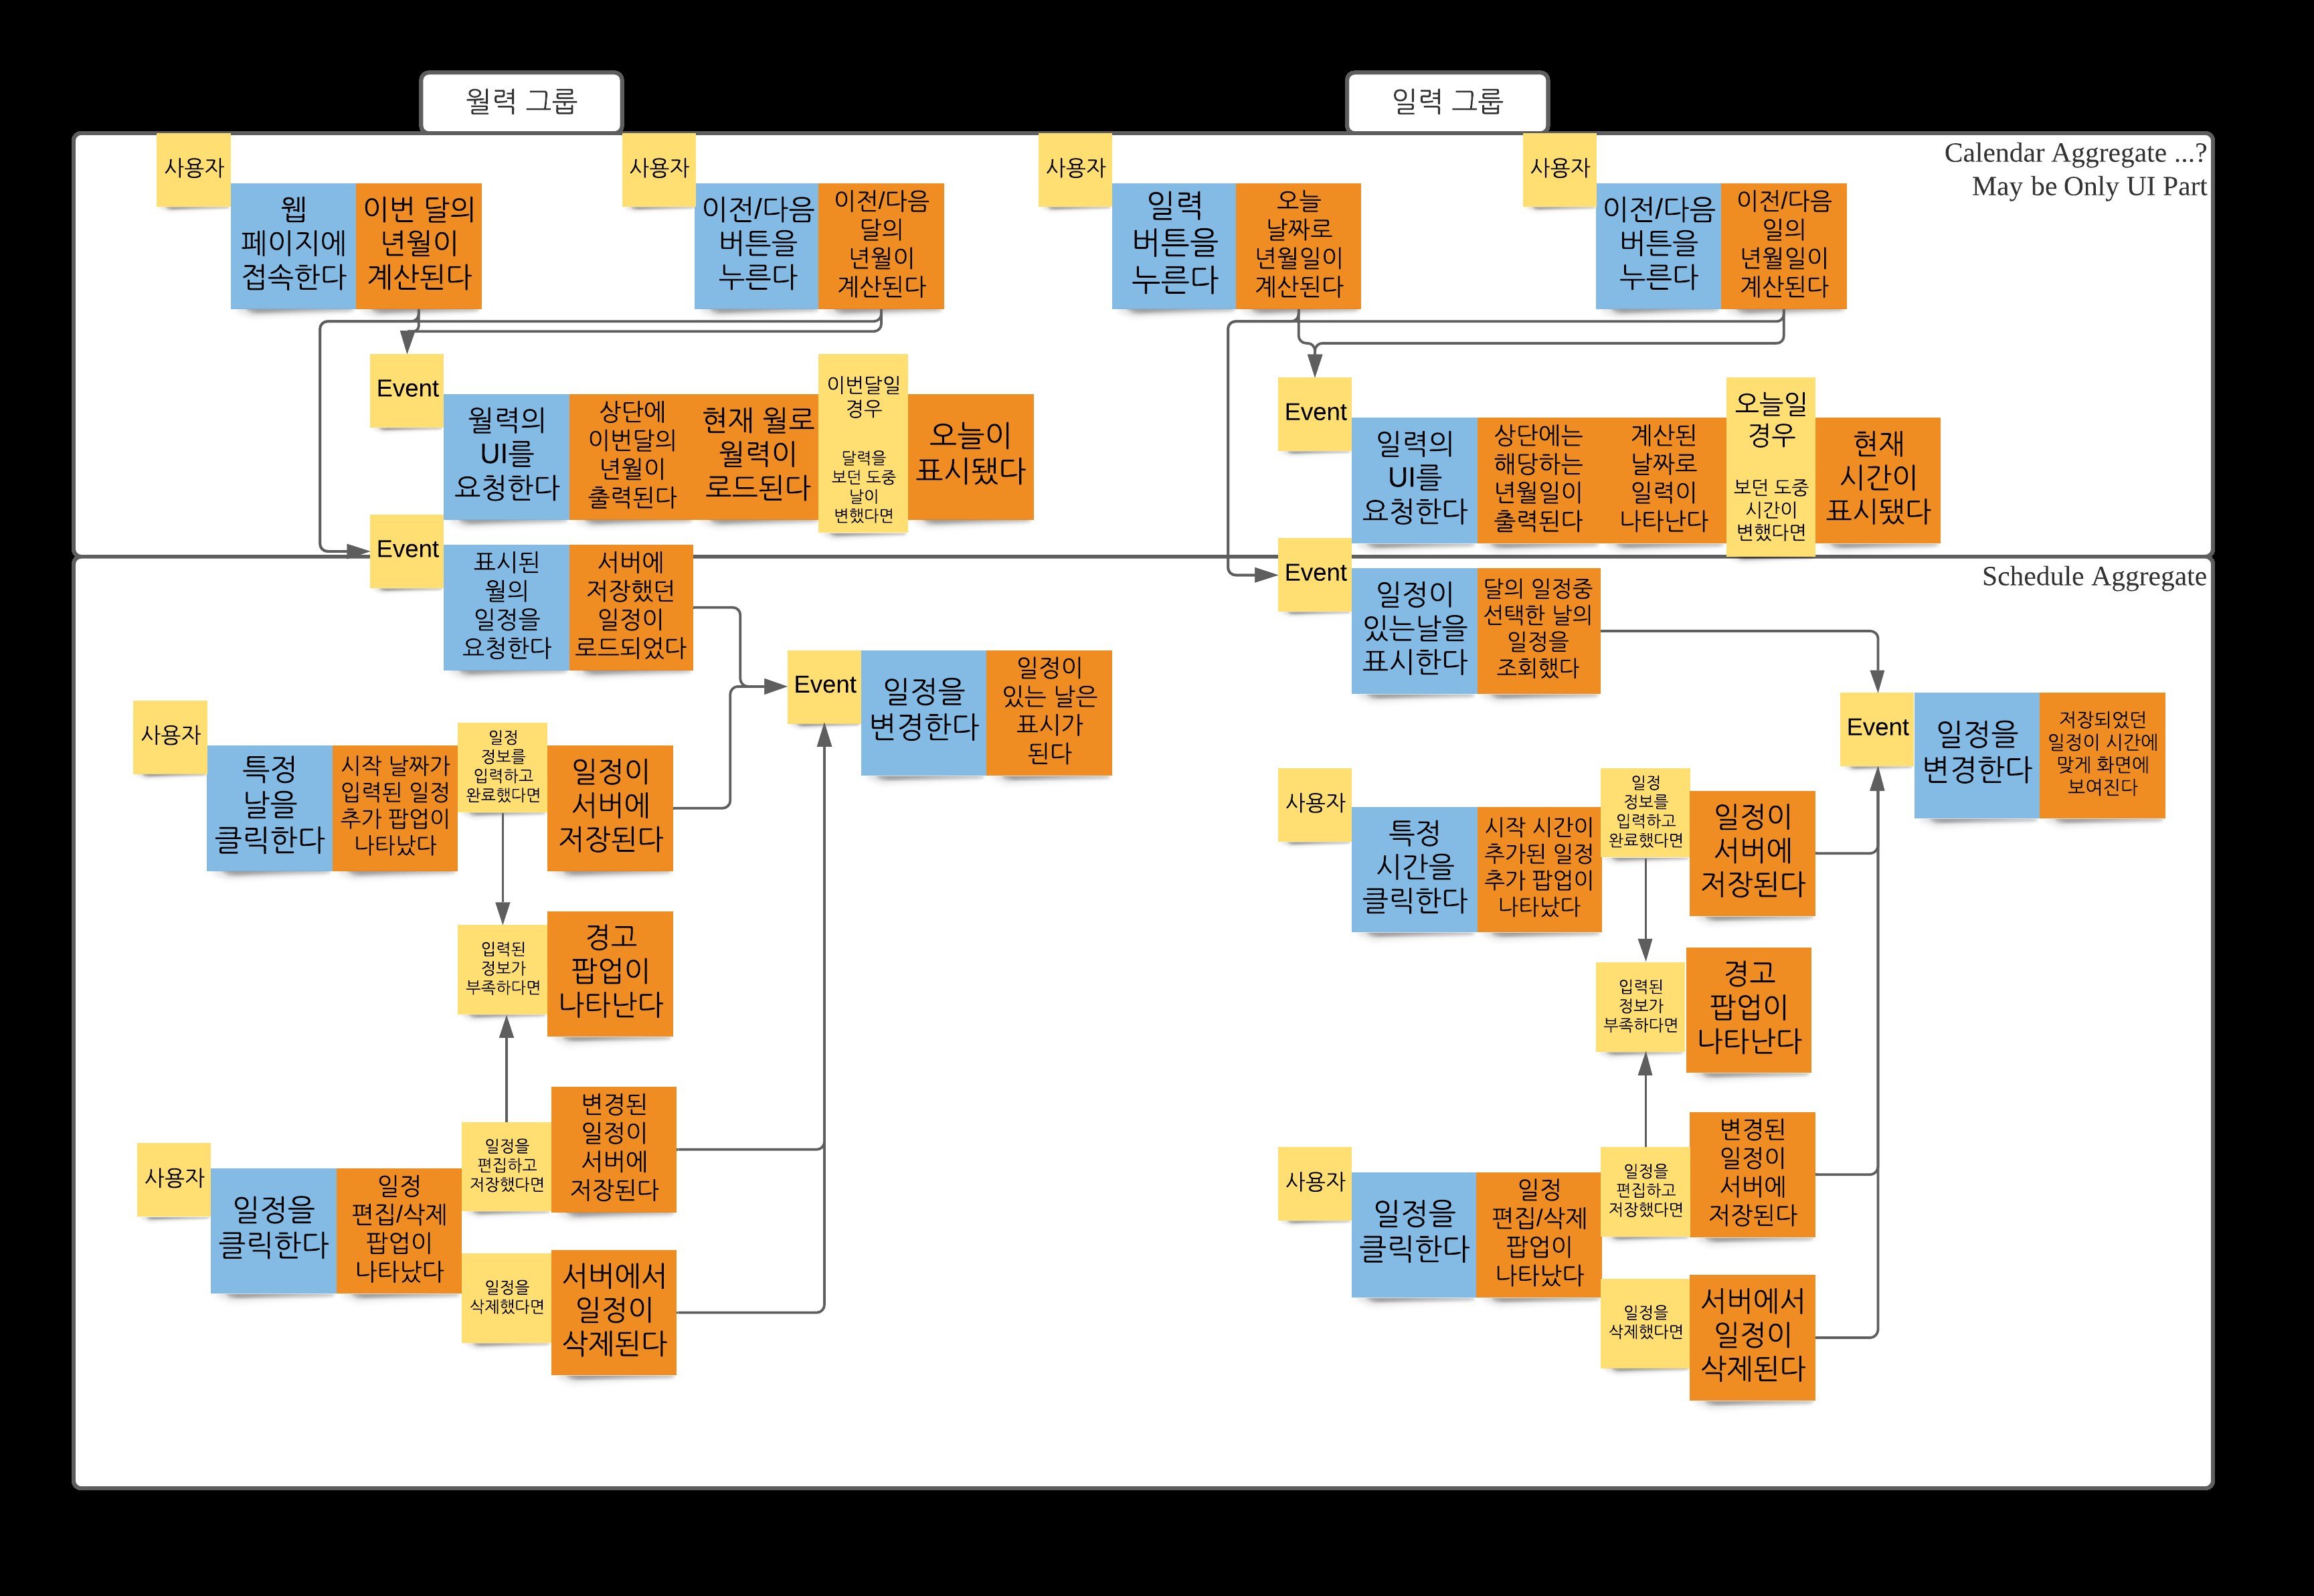 월력 그룹
일력 그룹
Calendar Aggregate ...?
May be Only UI Part
사용자
웹
페이지에
접속한다
이번 달의
년월이
계산된다
사용자
이전/다음
버튼을
누른다
이전/다음
달의
년월이
계산된다
사용자
일력
버튼을
누른다
오늘
날짜로
년월일이
계산된다
사용자
이전/다음
버튼을
누른다
이전/다음
일의
년월일이
계산된다
Event
월력의
UI를
요청한다
상단에
이번달의
년월이
출력된다
현재 월로
월력이
로드된다
이번달일
경우
달력을
보던 도중
날이
변했다면
오늘이
표시됐다
Event
일력의
UI를
요청한다
상단에는
해당하는
년월일이
출력된다
계산된
날짜로
일력이
나타난다
오늘일
경우
보던 도중
시간이
변했다면
현재
시간이
표시됐다
Schedule Aggregate
Event
표시된
월의
일정을
요청한다
서버에
저장했던
일정이
로드되었다
Event
일정을
변경한다
일정이
있는 날은
표시가
된다
사용자
특정
날을
클릭한다
시작 날짜가
입력된 일정
추가 팝업이
나타났다
일정
정보를
입력하고
완료했다면
일정이
서버에
저장된다
입력된
정보가
부족하다면
경고
팝업이
나타난다
사용자
일정을
클릭한다
일정
편집/삭제
팝업이
나타났다
일정을
편집하고
저장했다면
변경된
일정이
서버에
저장된다
일정을
삭제했다면
서버에서
일정이
삭제된다
Event
일정이
있는날을
표시한다
달의 일정중
선택한 날의
일정을
조회했다
Event
일정을
변경한다
저장되었던
일정이 시간에
맞게 화면에
보여진다
사용자
특정
시간을
클릭한다
시작 시간이
추가된 일정
추가 팝업이
나타났다
일정
정보를
입력하고
완료했다면
일정이
서버에
저장된다
입력된
정보가
부족하다면
경고
팝업이
나타난다
사용자
일정을
클릭한다
일정
편집/삭제
팝업이
나타났다
일정을
편집하고
저장했다면
변경된
일정이
서버에
저장된다
일정을
삭제했다면
서버에서
일정이
삭제된다